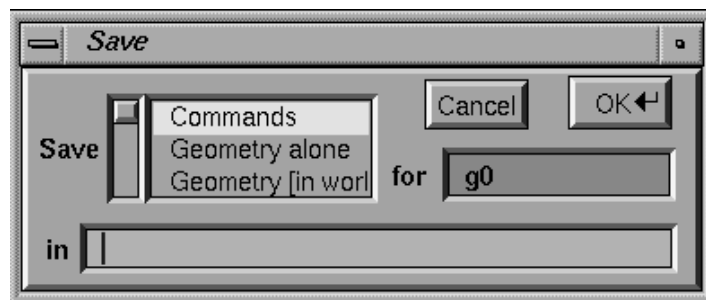 Save
Cancel
OK
Save
Commands
Geometry alone
Geometry [in worl
for
g0
in